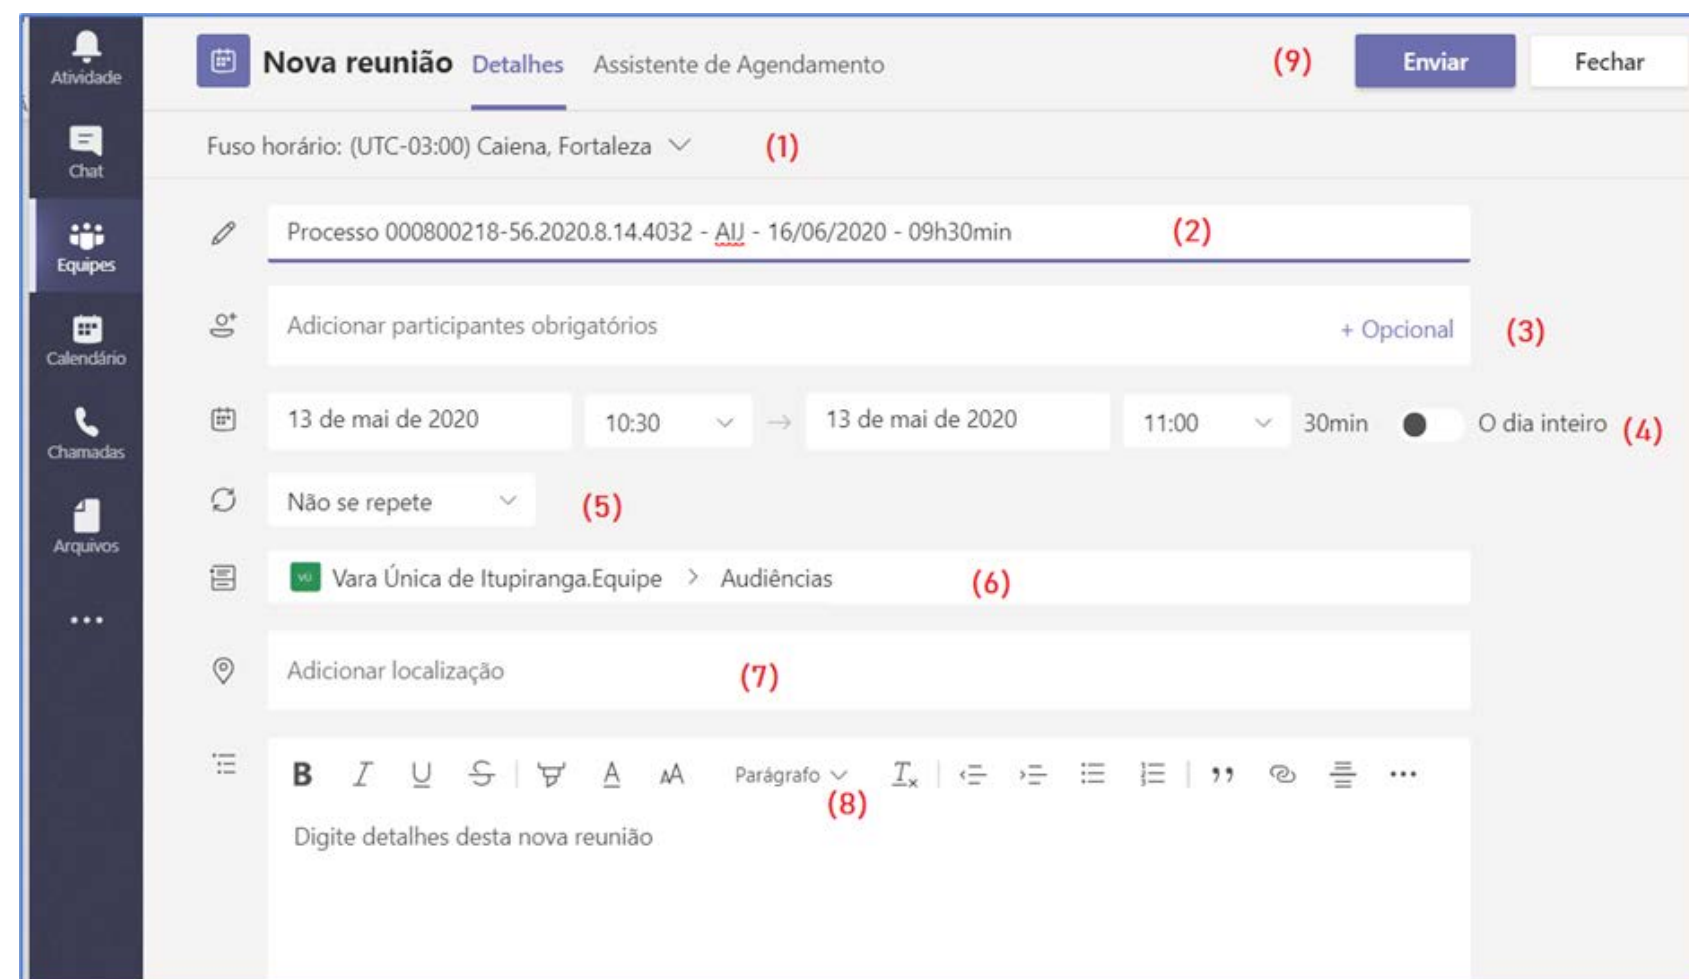 Atividade
Chat
Equipes
Calendário
Chamadas
Arquivos
Nova reunião Detalhes Assistente de Agendamento (9) Enviar Fechar
Fuso horário: (UTC-03:00) Caiena, Fortaleza (1)
Processo 000800218-56.2020.8.14.4032 - AIJ - 16/06/2020 - 09h30min (2)
Adicionar participantes obrigatórios + Opcional (3)
13 de mai de 2020 10:30 → 13 de mai de 2020 11:00 30min O dia inteiro (4)
Não se repete (5)
VÚ Vara Única de Itupiranga.Equipe > Audiências (6)
Adicionar localização (7)
B I U S A AA Parágrafo Tx
(8)
Digite detalhes desta nova reunião